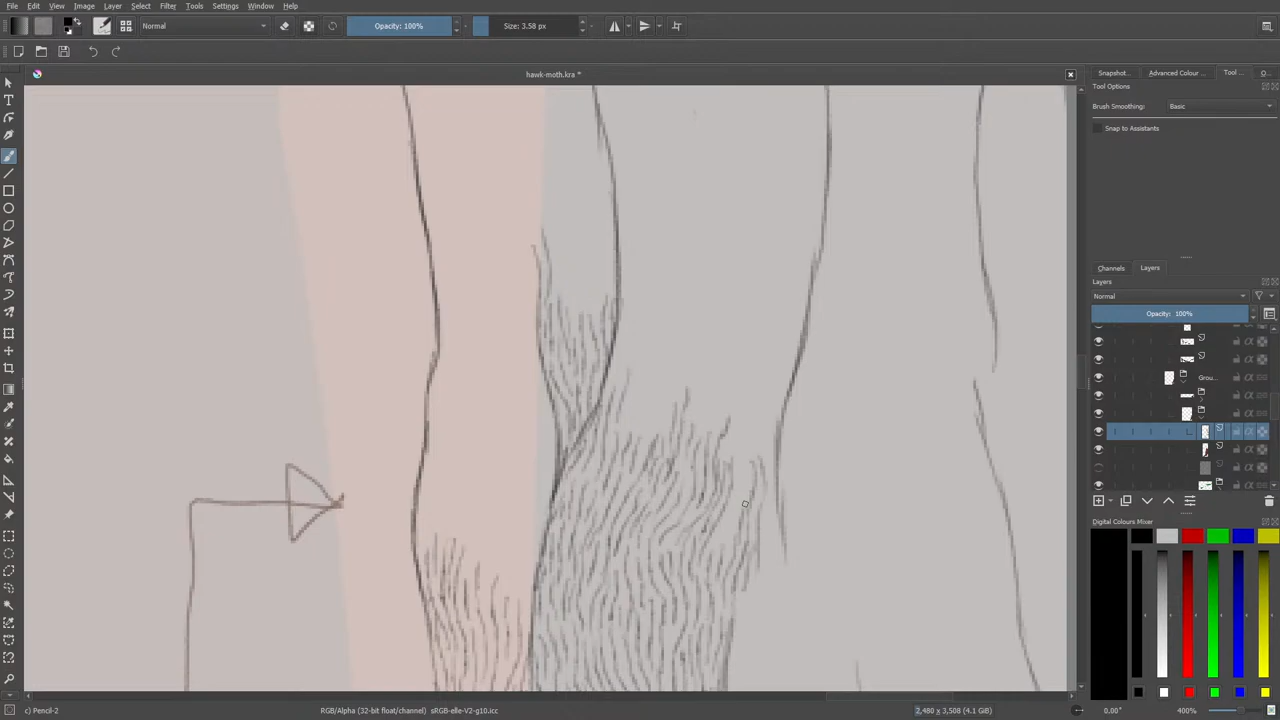 File Edit View Image Layer Select Filter Tools Settings Window Help
Normal Opacity: 100% Size: 3.58 px
hawk-moth.kra *
Snapshot... Advanced Colour ... Tool ... O...
Tool Options
Brush Smoothing: Basic
Snap to Assistants
Channels Layers
Layers
Normal
Opacity: 100%
Grou...
Digital Colours Mixer
c) Pencil-2 RGB/Alpha (32-bit float/channel) sRGB-elle-V2-g10.icc 2,480 x 3,508 (4.1 GiB) 0.00° 400%